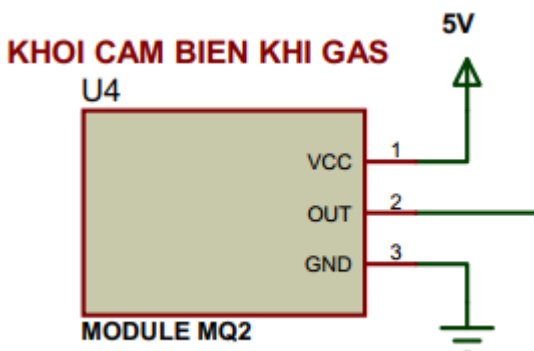 5V
KHOI CAM BIEN KHI GAS
U4
VCC 1
OUT 2
GND 3
MODULE MQ2